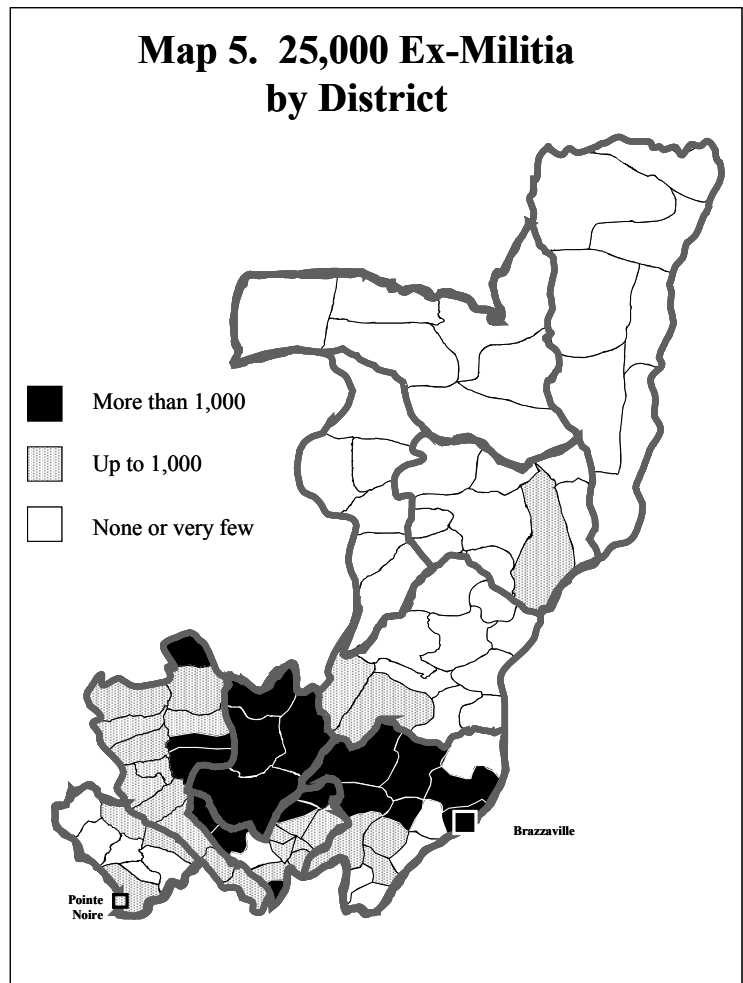 Map 5.  25,000 Ex-Militia
by District
More than 1,000
Up to 1,000
None or very few
Brazzaville
Pointe
Noire